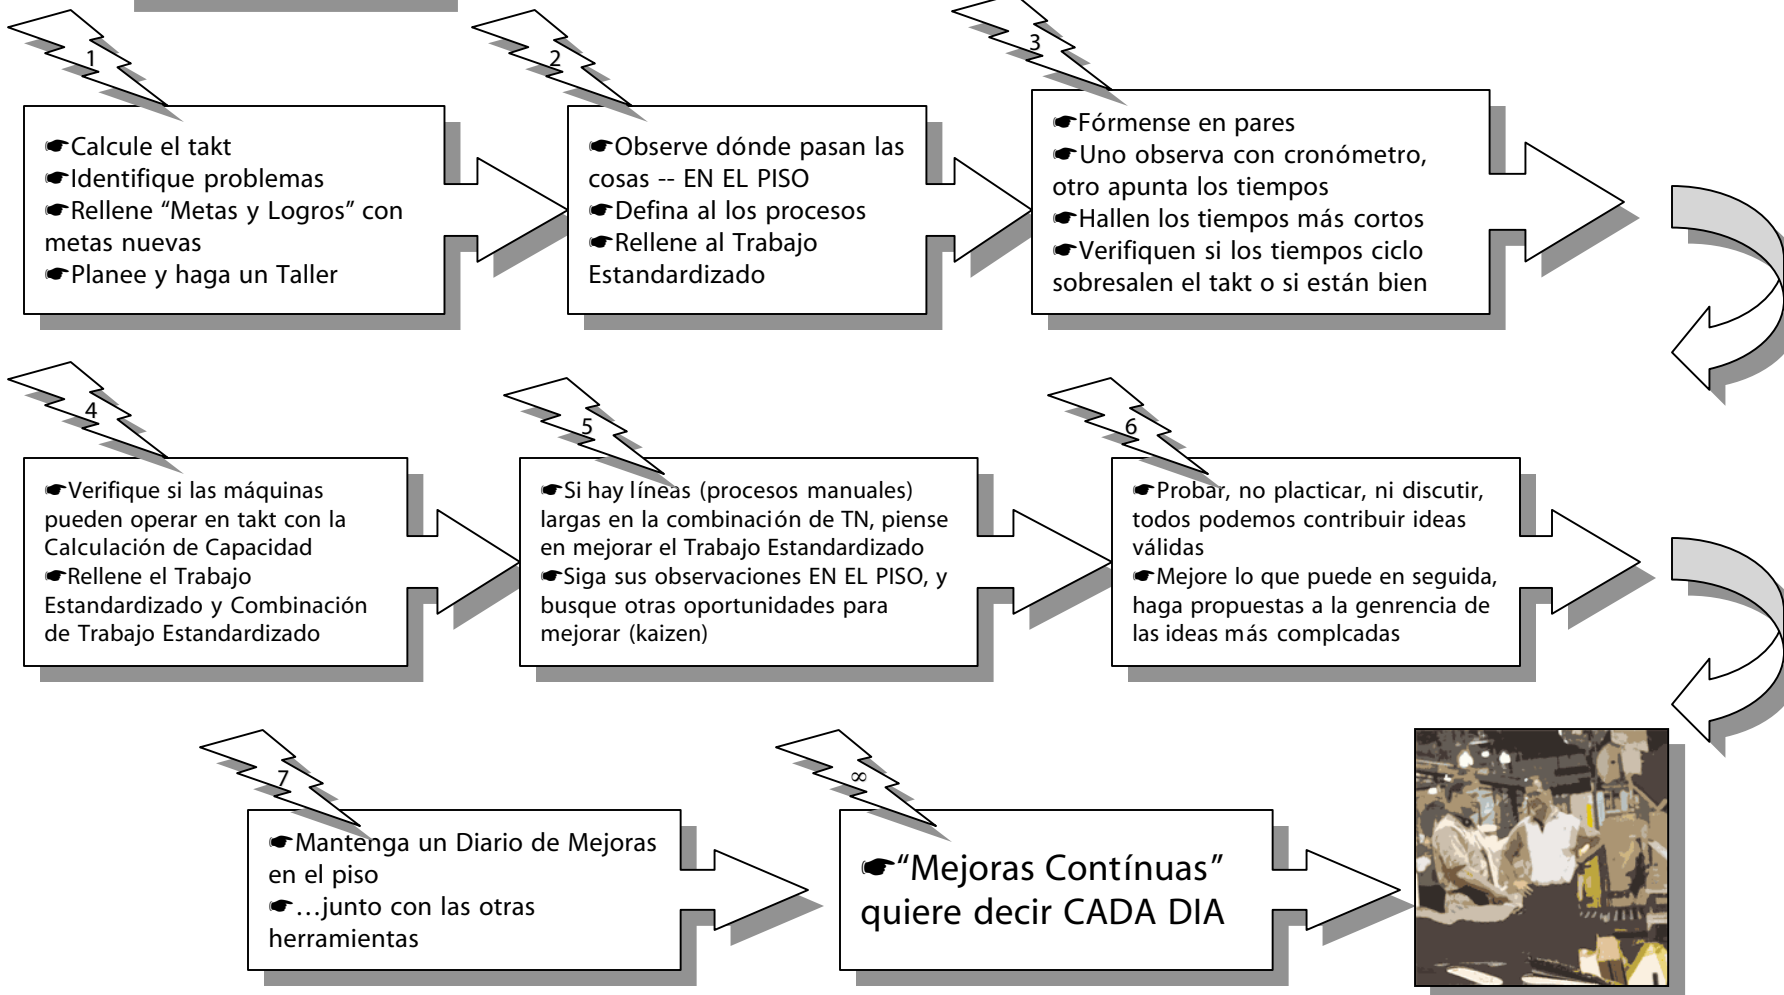 1
☛Calcule el takt
☛Identifique problemas
☛Rellene “Metas y Logros” con
metas nuevas
☛Planee y haga un Taller
2
☛Observe dónde pasan las
cosas -- EN EL PISO
☛Defina al los procesos
☛Rellene al Trabajo
Estandardizado
3
☛Fórmense en pares
☛Uno observa con cronómetro,
otro apunta los tiempos
☛Hallen los tiempos más cortos
☛Verifiquen si los tiempos ciclo
sobresalen el takt o si están bien
4
☛Verifique si las máquinas
pueden operar en takt con la
Calculación de Capacidad
☛Rellene el Trabajo
Estandardizado y Combinación
de Trabajo Estandardizado
5
☛Si hay líneas (procesos manuales)
largas en la combinación de TN, piense
en mejorar el Trabajo Estandardizado
☛Siga sus observaciones EN EL PISO, y
busque otras oportunidades para
mejorar (kaizen)
6
☛Probar, no placticar, ni discutir,
todos podemos contribuir ideas
válidas
☛Mejore lo que puede en seguida,
haga propuestas a la genrencia de
las ideas más complcadas
7
☛Mantenga un Diario de Mejoras
en el piso
☛…junto con las otras
herramientas
∞
☛“Mejoras Contínuas”
quiere decir CADA DIA